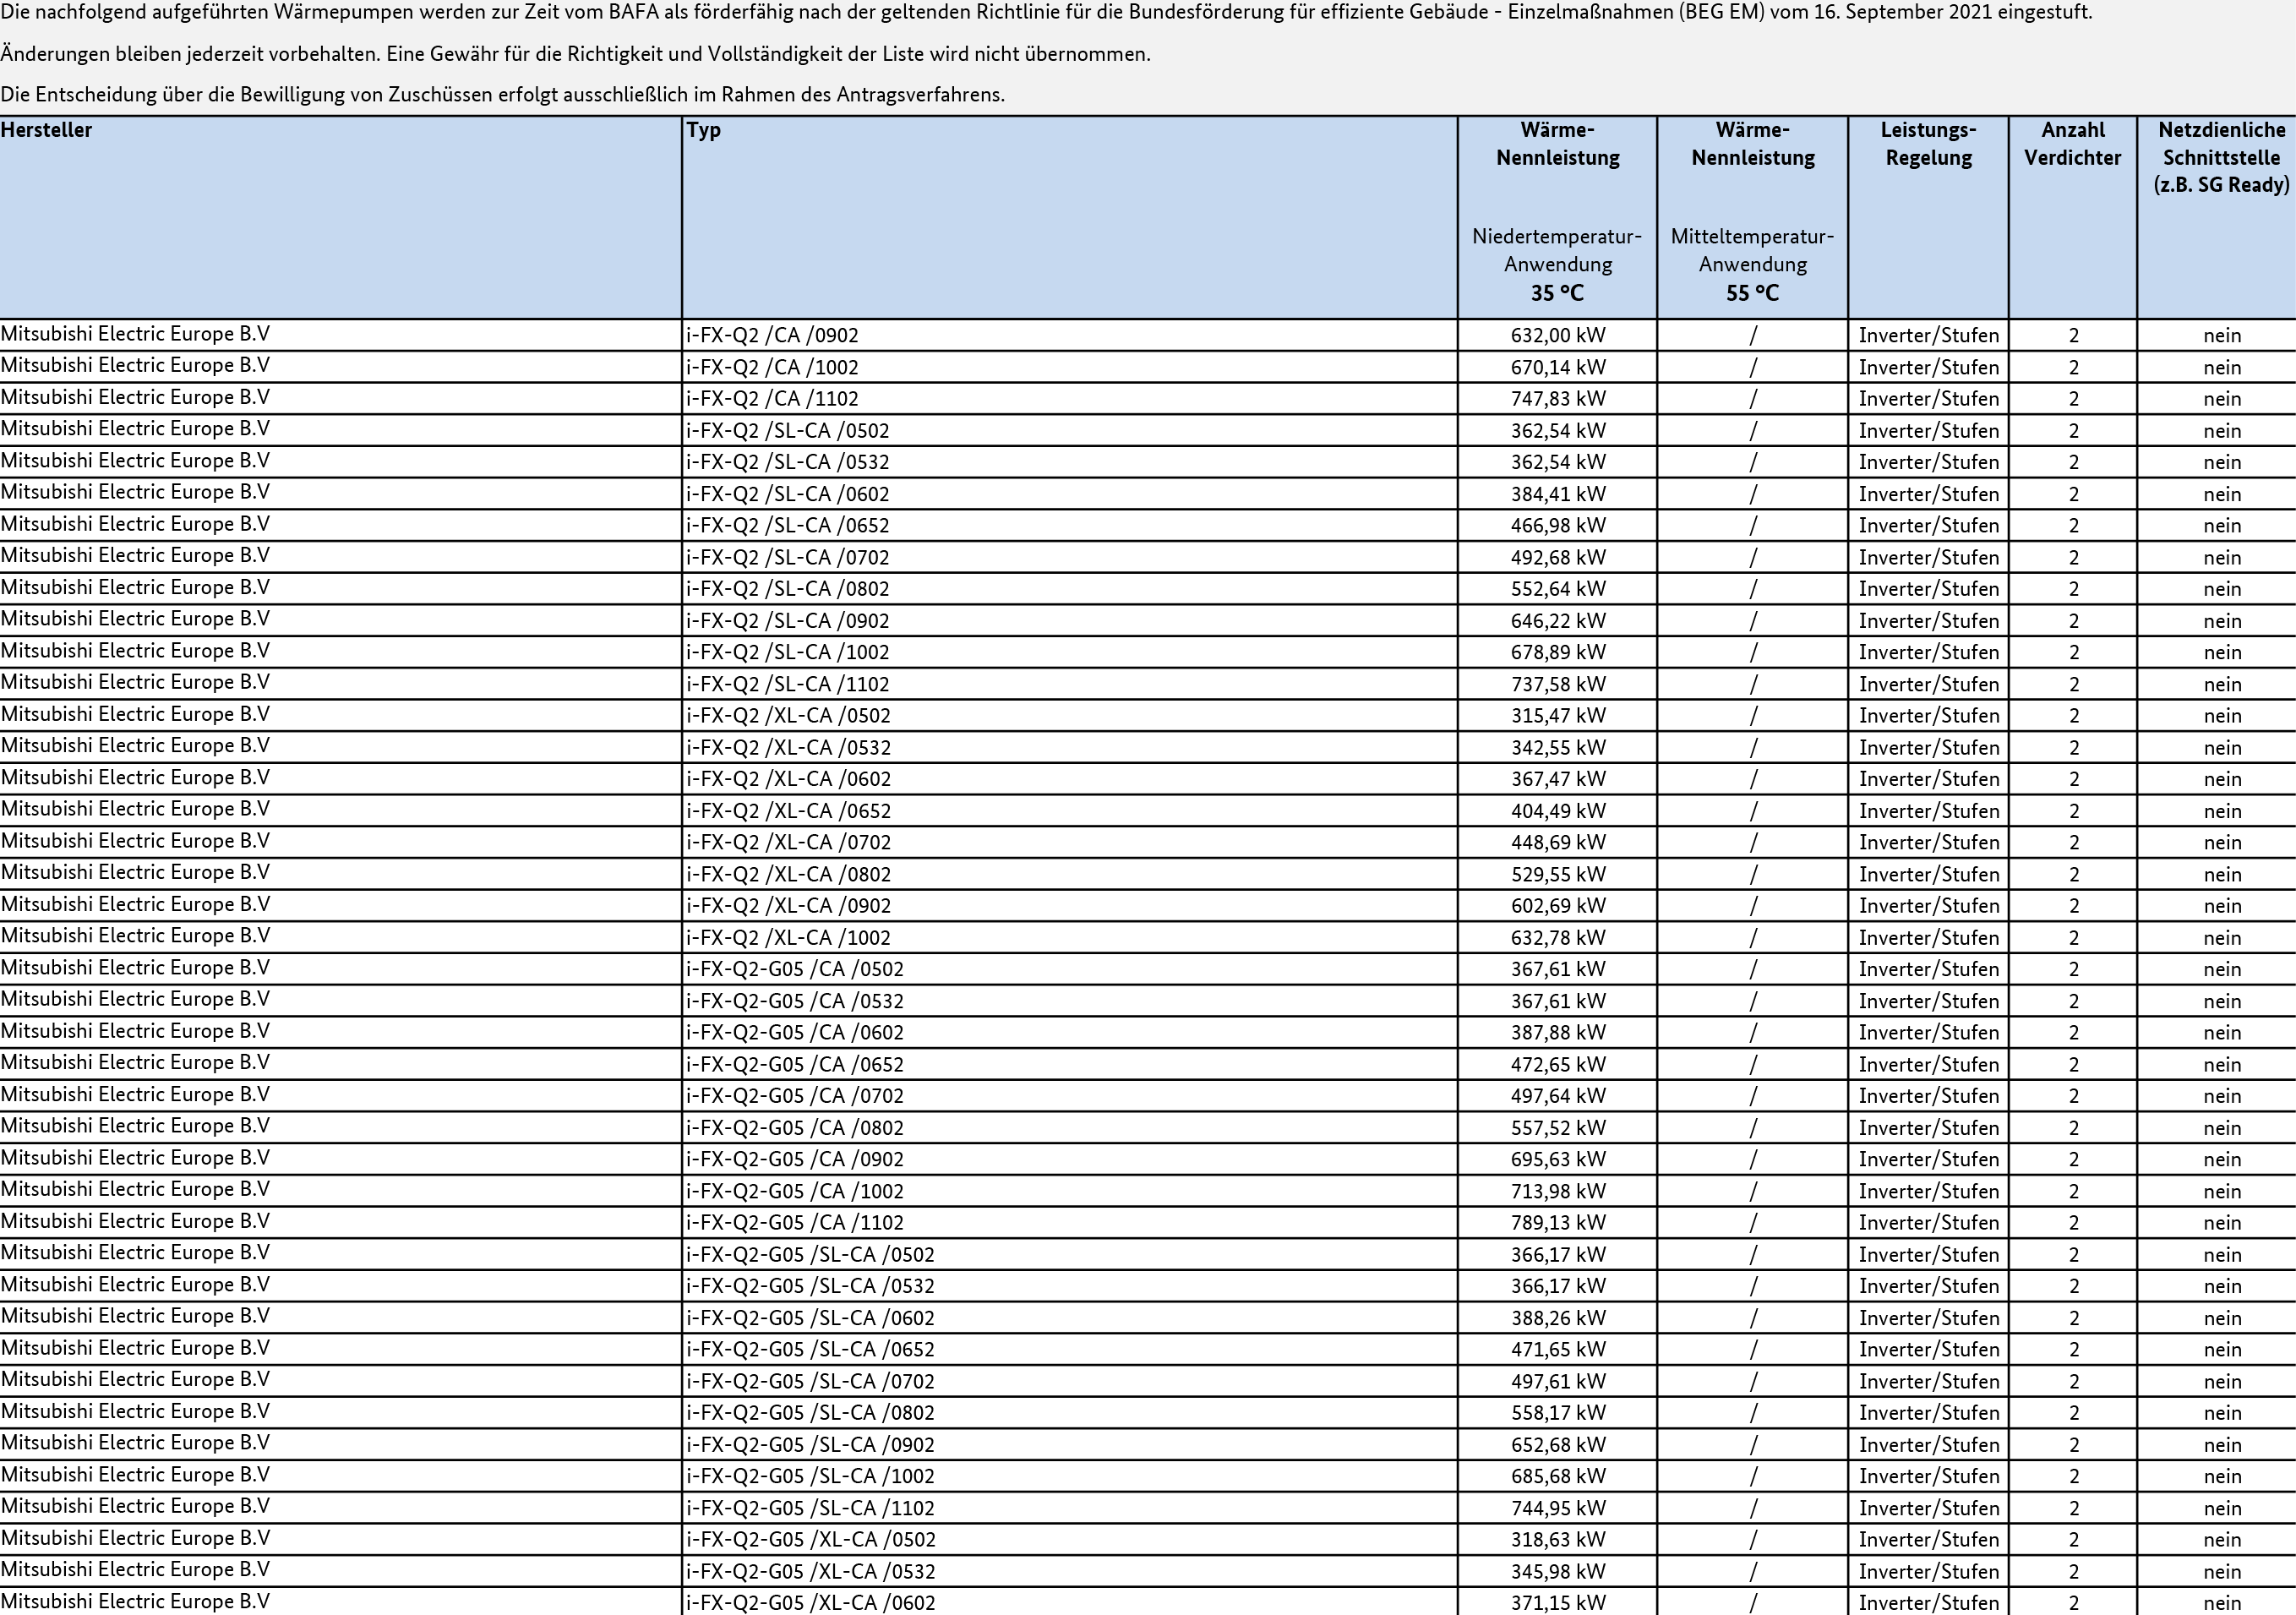 Die nachfolgend aufgeführten Wärmepumpen werden zur Zeit vom BAFA als förderfähig nach der geltenden Richtlinie für die Bundesförderung für effiziente Gebäude - Einzelmaßnahmen (BEG EM) vom 16. September 2021 eingestuft.
Änderungen bleiben jederzeit vorbehalten. Eine Gewähr für die Richtigkeit und Vollständigkeit der Liste wird nicht übernommen.
Die Entscheidung über die Bewilligung von Zuschüssen erfolgt ausschließlich im Rahmen des Antragsverfahrens.
Hersteller Typ Wärme- Wärme- Leistungs- Anzahl Netzdienliche
Nennleistung Nennleistung Regelung Verdichter Schnittstelle
(z.B. SG Ready)
Niedertemperatur- Mitteltemperatur-
Anwendung Anwendung
35 °C 55 °C
Mitsubishi Electric Europe B.V i-FX-Q2 /CA /0902 632,00 kW / Inverter/Stufen 2 nein
Mitsubishi Electric Europe B.V i-FX-Q2 /CA /1002 670,14 kW / Inverter/Stufen 2 nein
Mitsubishi Electric Europe B.V i-FX-Q2 /CA /1102 747,83 kW / Inverter/Stufen 2 nein
Mitsubishi Electric Europe B.V i-FX-Q2 /SL-CA /0502 362,54 kW / Inverter/Stufen 2 nein
Mitsubishi Electric Europe B.V i-FX-Q2 /SL-CA /0532 362,54 kW / Inverter/Stufen 2 nein
Mitsubishi Electric Europe B.V i-FX-Q2 /SL-CA /0602 384,41 kW / Inverter/Stufen 2 nein
Mitsubishi Electric Europe B.V i-FX-Q2 /SL-CA /0652 466,98 kW / Inverter/Stufen 2 nein
Mitsubishi Electric Europe B.V i-FX-Q2 /SL-CA /0702 492,68 kW / Inverter/Stufen 2 nein
Mitsubishi Electric Europe B.V i-FX-Q2 /SL-CA /0802 552,64 kW / Inverter/Stufen 2 nein
Mitsubishi Electric Europe B.V i-FX-Q2 /SL-CA /0902 646,22 kW / Inverter/Stufen 2 nein
Mitsubishi Electric Europe B.V i-FX-Q2 /SL-CA /1002 678,89 kW / Inverter/Stufen 2 nein
Mitsubishi Electric Europe B.V i-FX-Q2 /SL-CA /1102 737,58 kW / Inverter/Stufen 2 nein
Mitsubishi Electric Europe B.V i-FX-Q2 /XL-CA /0502 315,47 kW / Inverter/Stufen 2 nein
Mitsubishi Electric Europe B.V i-FX-Q2 /XL-CA /0532 342,55 kW / Inverter/Stufen 2 nein
Mitsubishi Electric Europe B.V i-FX-Q2 /XL-CA /0602 367,47 kW / Inverter/Stufen 2 nein
Mitsubishi Electric Europe B.V i-FX-Q2 /XL-CA /0652 404,49 kW / Inverter/Stufen 2 nein
Mitsubishi Electric Europe B.V i-FX-Q2 /XL-CA /0702 448,69 kW / Inverter/Stufen 2 nein
Mitsubishi Electric Europe B.V i-FX-Q2 /XL-CA /0802 529,55 kW / Inverter/Stufen 2 nein
Mitsubishi Electric Europe B.V i-FX-Q2 /XL-CA /0902 602,69 kW / Inverter/Stufen 2 nein
Mitsubishi Electric Europe B.V i-FX-Q2 /XL-CA /1002 632,78 kW / Inverter/Stufen 2 nein
Mitsubishi Electric Europe B.V i-FX-Q2-G05 /CA /0502 367,61 kW / Inverter/Stufen 2 nein
Mitsubishi Electric Europe B.V i-FX-Q2-G05 /CA /0532 367,61 kW / Inverter/Stufen 2 nein
Mitsubishi Electric Europe B.V i-FX-Q2-G05 /CA /0602 387,88 kW / Inverter/Stufen 2 nein
Mitsubishi Electric Europe B.V i-FX-Q2-G05 /CA /0652 472,65 kW / Inverter/Stufen 2 nein
Mitsubishi Electric Europe B.V i-FX-Q2-G05 /CA /0702 497,64 kW / Inverter/Stufen 2 nein
Mitsubishi Electric Europe B.V i-FX-Q2-G05 /CA /0802 557,52 kW / Inverter/Stufen 2 nein
Mitsubishi Electric Europe B.V i-FX-Q2-G05 /CA /0902 695,63 kW / Inverter/Stufen 2 nein
Mitsubishi Electric Europe B.V i-FX-Q2-G05 /CA /1002 713,98 kW / Inverter/Stufen 2 nein
Mitsubishi Electric Europe B.V i-FX-Q2-G05 /CA /1102 789,13 kW / Inverter/Stufen 2 nein
Mitsubishi Electric Europe B.V i-FX-Q2-G05 /SL-CA /0502 366,17 kW / Inverter/Stufen 2 nein
Mitsubishi Electric Europe B.V i-FX-Q2-G05 /SL-CA /0532 366,17 kW / Inverter/Stufen 2 nein
Mitsubishi Electric Europe B.V i-FX-Q2-G05 /SL-CA /0602 388,26 kW / Inverter/Stufen 2 nein
Mitsubishi Electric Europe B.V i-FX-Q2-G05 /SL-CA /0652 471,65 kW / Inverter/Stufen 2 nein
Mitsubishi Electric Europe B.V i-FX-Q2-G05 /SL-CA /0702 497,61 kW / Inverter/Stufen 2 nein
Mitsubishi Electric Europe B.V i-FX-Q2-G05 /SL-CA /0802 558,17 kW / Inverter/Stufen 2 nein
Mitsubishi Electric Europe B.V i-FX-Q2-G05 /SL-CA /0902 652,68 kW / Inverter/Stufen 2 nein
Mitsubishi Electric Europe B.V i-FX-Q2-G05 /SL-CA /1002 685,68 kW / Inverter/Stufen 2 nein
Mitsubishi Electric Europe B.V i-FX-Q2-G05 /SL-CA /1102 744,95 kW / Inverter/Stufen 2 nein
Mitsubishi Electric Europe B.V i-FX-Q2-G05 /XL-CA /0502 318,63 kW / Inverter/Stufen 2 nein
Mitsubishi Electric Europe B.V i-FX-Q2-G05 /XL-CA /0532 345,98 kW / Inverter/Stufen 2 nein
Mitsubishi Electric Europe B.V i-FX-Q2-G05 /XL-CA /0602 371,15 kW / Inverter/Stufen 2 nein